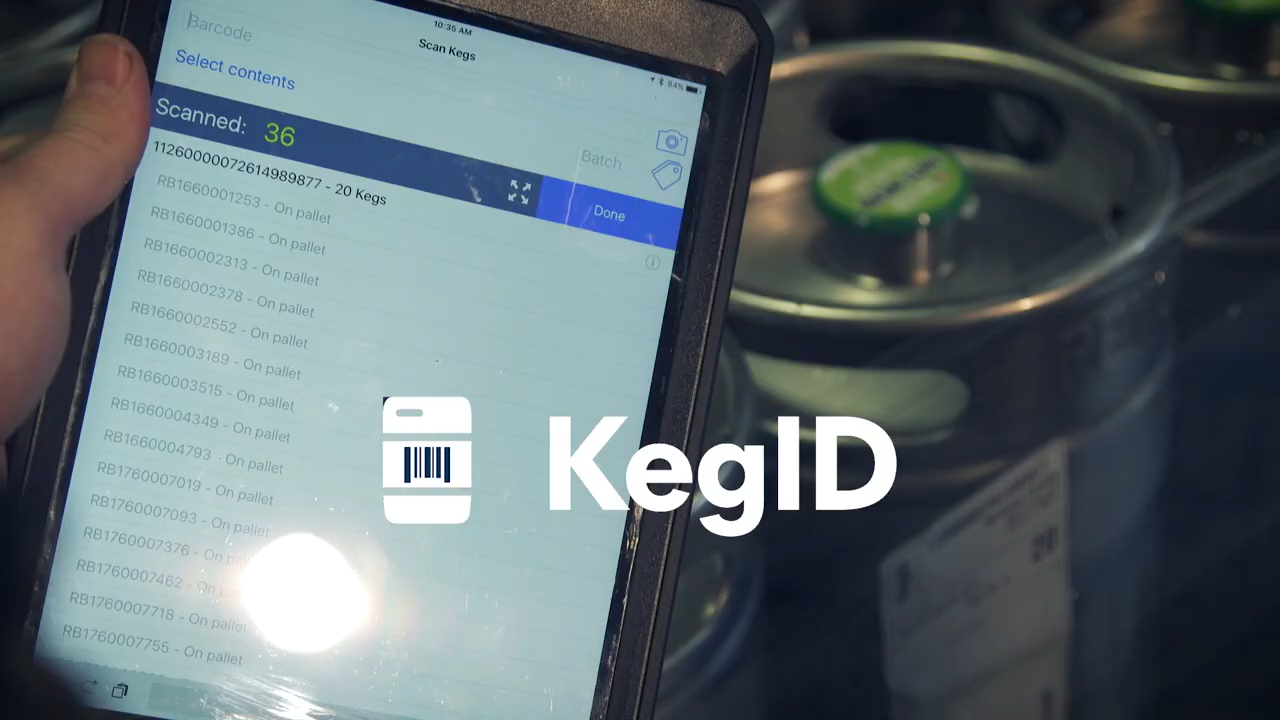 10:35 AM
84%
Barcode
Scan Kegs
Select contents
Scanned: 36
Batch
Done
1126000007261498987​7 - 20 Kegs
RB1660001253 - On pallet
RB1660001386 - On pallet
RB1660002313 - On pallet
RB1660002378 - On pallet
RB1660002552 - On pallet
RB1660003189 - On pallet
RB1660003515 - On pallet
RB1660004349 - On pallet
RB1660004793 - On pallet
RB1760007019 - On pallet
RB1760007093 - On pallet
RB1760007376 - On
RB1760007462 - On
RB1760007718 - On pallet
RB1760007755 - On pallet
KegID